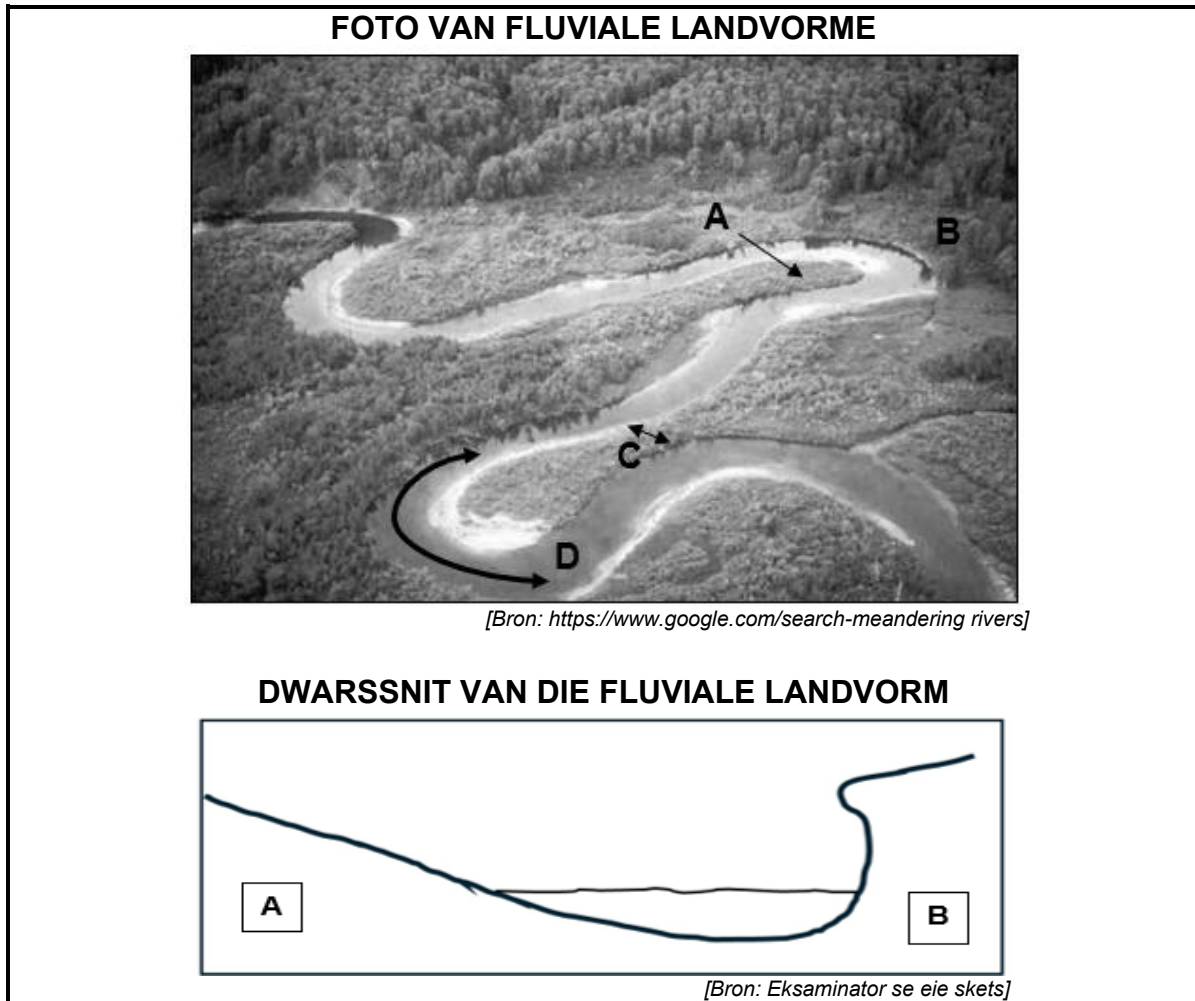 FOTO VAN FLUVIALE LANDVORME
A
B
C
D
[Bron: https://www.google.com/search-meandering rivers]
DWARSSNIT VAN DIE FLUVIALE LANDVORM
A
B
[Bron: Eksaminator se eie skets]